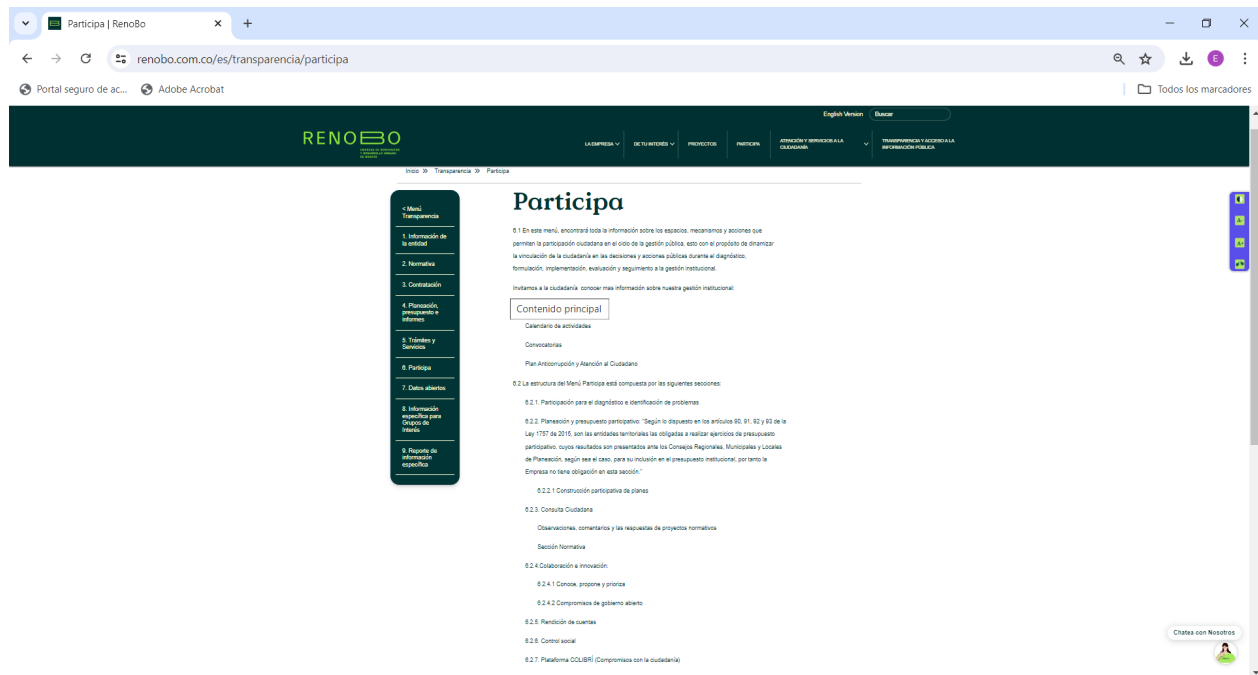 Participa | RenoBo
renobo.com.co/es/transparencia/participa
E
Portal seguro de ac...
Adobe Acrobat
Todos los marcadores
English Version
Buscar
RENOBO
EMPRESA DE RENOVACIÓN
Y DESARROLLO URBANO
DE BOGOTÁ
LA EMPRESA
DE TU INTERÉS
PROYECTOS
PARTICIPA
ATENCIÓN Y SERVICIOS A LA
CIUDADANÍA
TRANSPARENCIA Y ACCESO A LA
INFORMACIÓN PÚBLICA
Inicio » Transparencia » Participa
< Menú
Transparencia
1. Información de
la entidad
2. Normativa
3. Contratación
4. Planeación,
presupuesto e
informes
5. Trámites y
Servicios
6. Participa
7. Datos abiertos
8. Información
específica para
Grupos de
Interés
9. Reporte de
información
específica
Participa
6.1 En este menú, encontrará toda la información sobre los espacios, mecanismos y acciones que
permiten la participación ciudadana en el ciclo de la gestión pública, esto con el propósito de dinamizar
la vinculación de la ciudadanía en las decisiones y acciones públicas durante el diagnóstico,
formulación, implementación, evaluación y seguimiento a la gestión institucional.
Invitamos a la ciudadanía conocer mas información sobre nuestra gestión institucional:
Contenido principal
Calendario de actividades
Convocatorias
Plan Anticorrupción y Atención al Ciudadano
6.2 La estructura del Menú Participa está compuesta por las siguientes secciones:
6.2.1. Participación para el diagnóstico e identificación de problemas
6.2.2. Planeación y presupuesto participativo: "Según lo dispuesto en los artículos 90, 91, 92 y 93 de la
Ley 1757 de 2015, son las entidades territoriales las obligadas a realizar ejercicios de presupuesto
participativo, cuyos resultados son presentados ante los Consejos Regionales, Municipales y Locales
de Planeación, según sea el caso, para su inclusión en el presupuesto institucional, por tanto la
Empresa no tiene obligación en esta sección."
6.2.2.1 Construcción participativa de planes
6.2.3. Consulta Ciudadana
Observaciones, comentarios y las respuestas de proyectos normativos
Sección Normativa
6.2.4.Colaboración e innovación:
6.2.4.1 Conoce, propone y prioriza
6.2.4.2 Compromisos de gobierno abierto
6.2.5. Rendición de cuentas
6.2.6. Control social
6.2.7. Plataforma COLIBRÍ (Compromisos con la ciudadanía)
A-
A+
Chatea con Nosotros